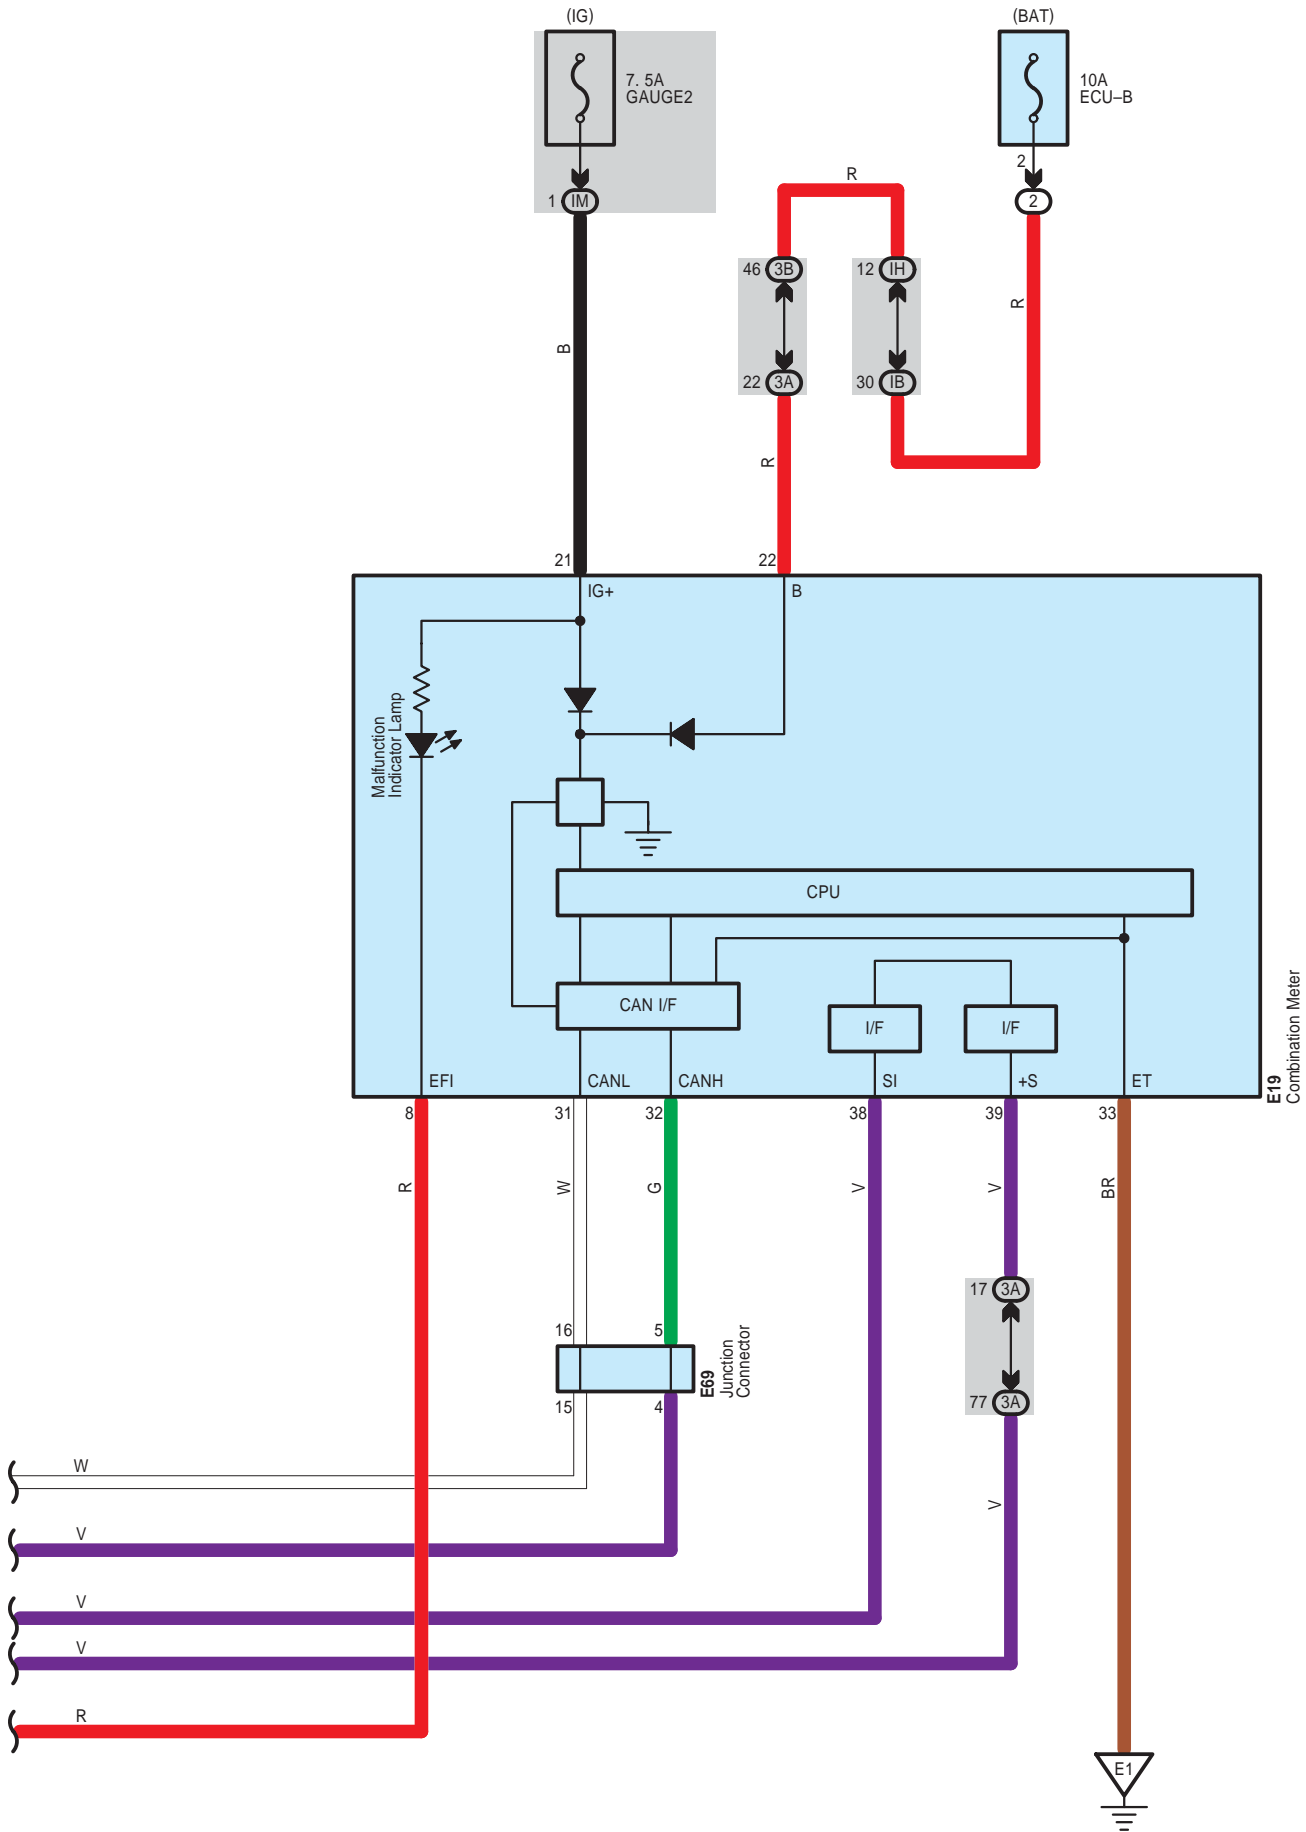 (IG)
(BAT)
7. 5A
GAUGE2
10A
ECU–B
2
1 IM
2
R
46 3B
12 IH
R
B
22 3A
30 IB
R
21
22
IG+
B
Malfunction
Indicator Lamp
CPU
CAN I/F
I/F
I/F
EFI
CANL
CANH
SI
+S
ET
E19
Combination Meter
8
31
32
38
39
33
R
W
G
V
V
BR
17 3A
16
5
E69
Junction
Connector
15
4
77 3A
W
V
V
V
V
R
E1